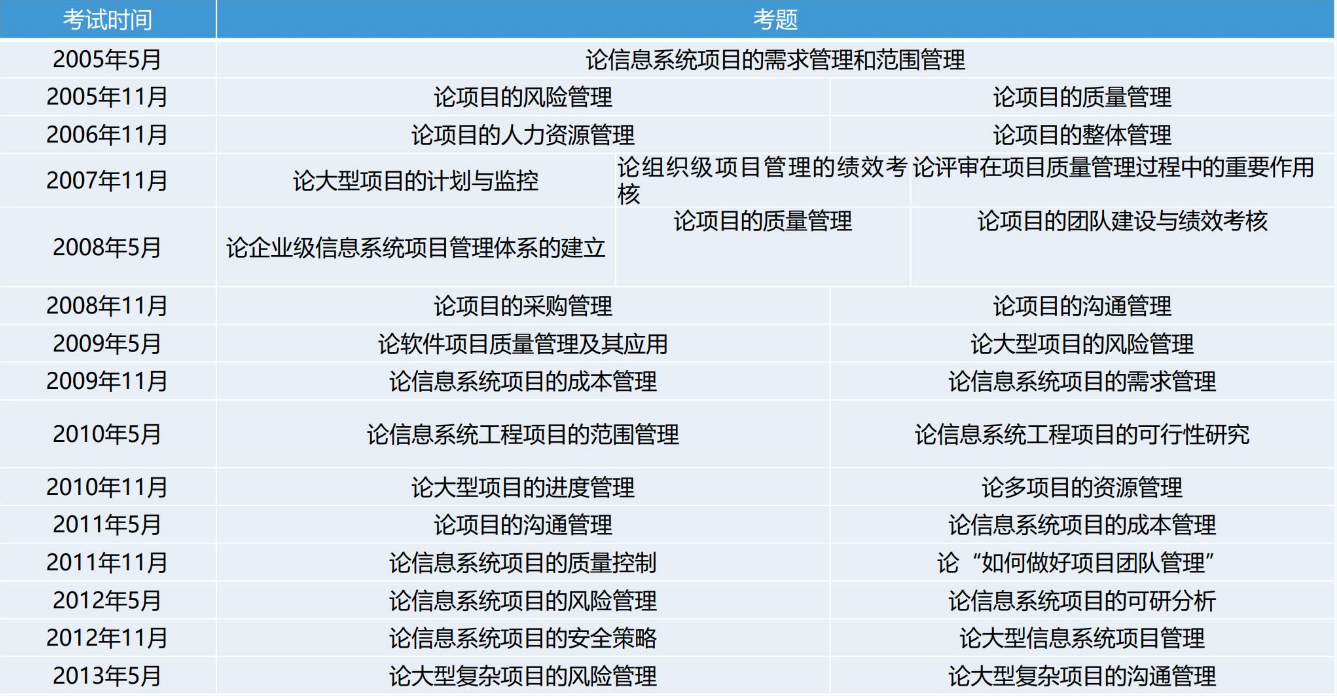 考试时间 考题
2005年5月 论信息系统项目的需求管理和范围管理
2005年11月 论项目的风险管理 论项目的质量管理
2006年11月 论项目的人力资源管理 论项目的整体管理
2007年11月 论大型项目的计划与监控 论组织级项目管理的绩效考 论评审在项目质量管理过程中的重要作用
核
2008年5月 论企业级信息系统项目管理体系的建立 论项目的质量管理 论项目的团队建设与绩效考核
2008年11月 论项目的采购管理 论项目的沟通管理
2009年5月 论软件项目质量管理及其应用 论大型项目的风险管理
2009年11月 论信息系统项目的成本管理 论信息系统项目的需求管理
2010年5月 论信息系统工程项目的范围管理 论信息系统工程项目的可行性研究
2010年11月 论大型项目的进度管理 论多项目的资源管理
2011年5月 论项目的沟通管理 论信息系统项目的成本管理
2011年11月 论信息系统项目的质量控制 论“如何做好项目团队管理”
2012年5月 论信息系统项目的风险管理 论信息系统项目的可研分析
2012年11月 论信息系统项目的安全策略 论大型信息系统项目管理
2013年5月 论大型复杂项目的风险管理 论大型复杂项目的沟通管理